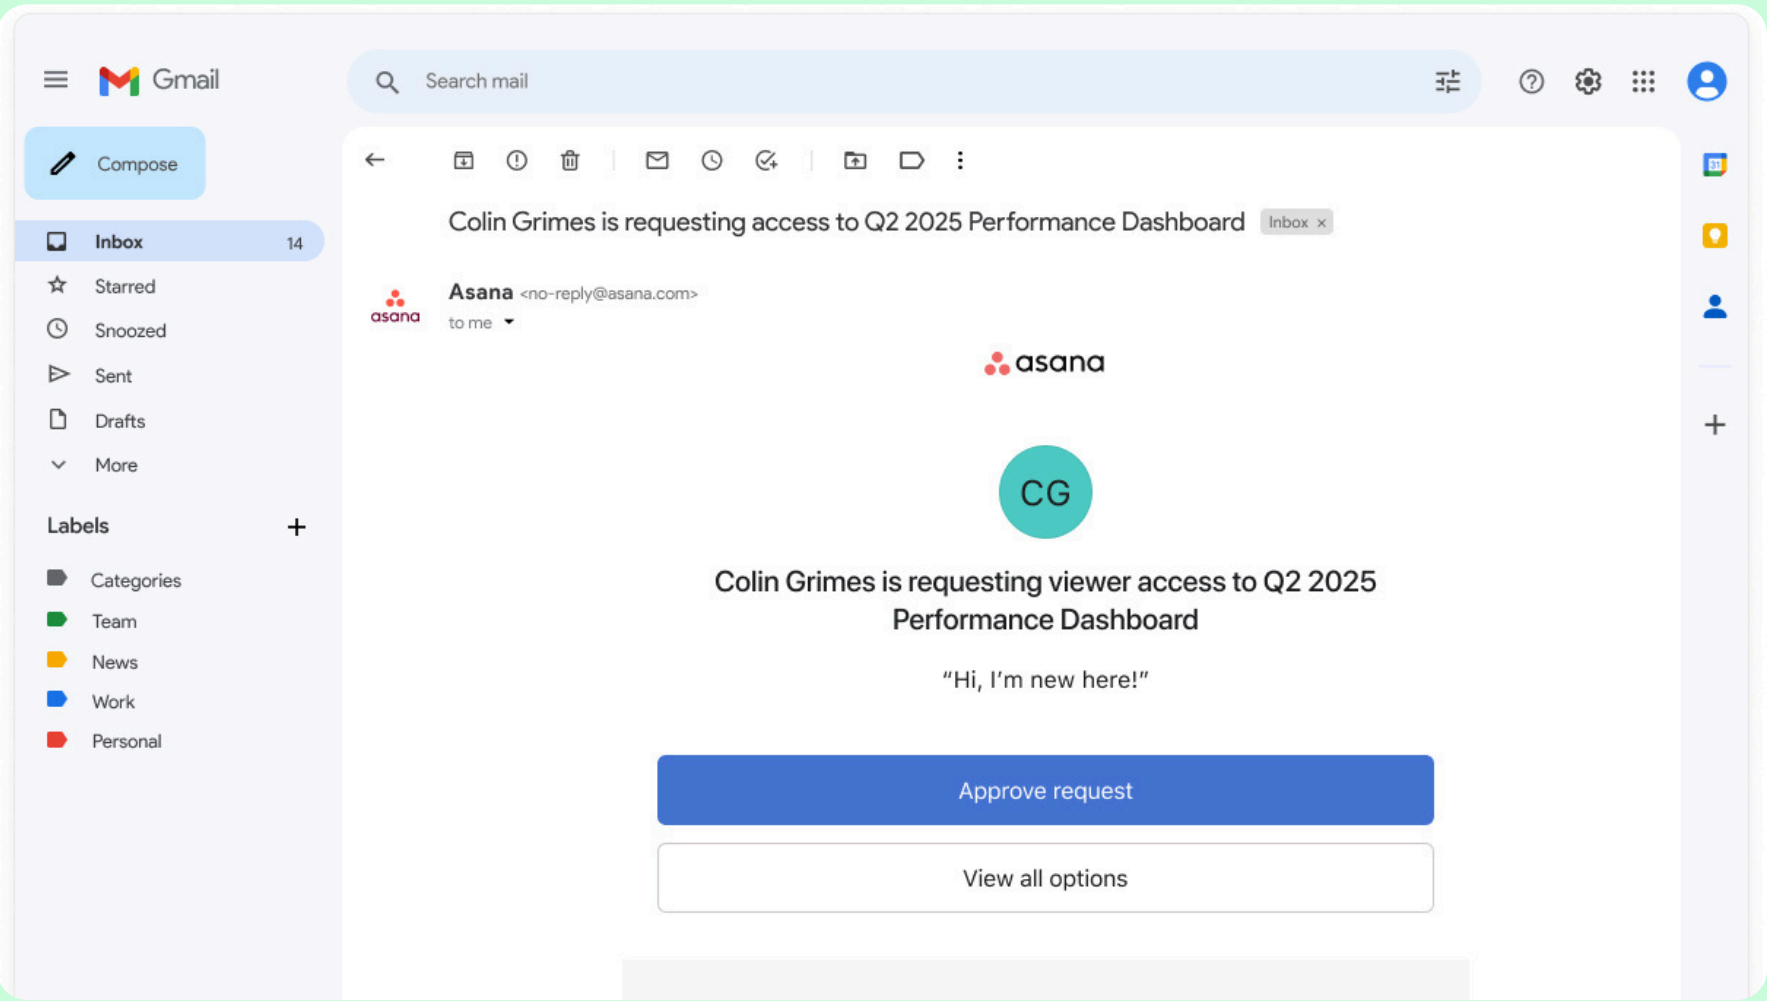 Gmail
Search mail
Compose
Inbox 14
Starred
Snoozed
Sent
Drafts
More
Labels
Categories
Team
News
Work
Personal
Colin Grimes is requesting access to Q2 2025 Performance Dashboard Inbox ×
asana
Asana <no-reply@asana.com>
to me
asana
CG
Colin Grimes is requesting viewer access to Q2 2025
Performance Dashboard
“Hi, I’m new here!”
Approve request
View all options
31